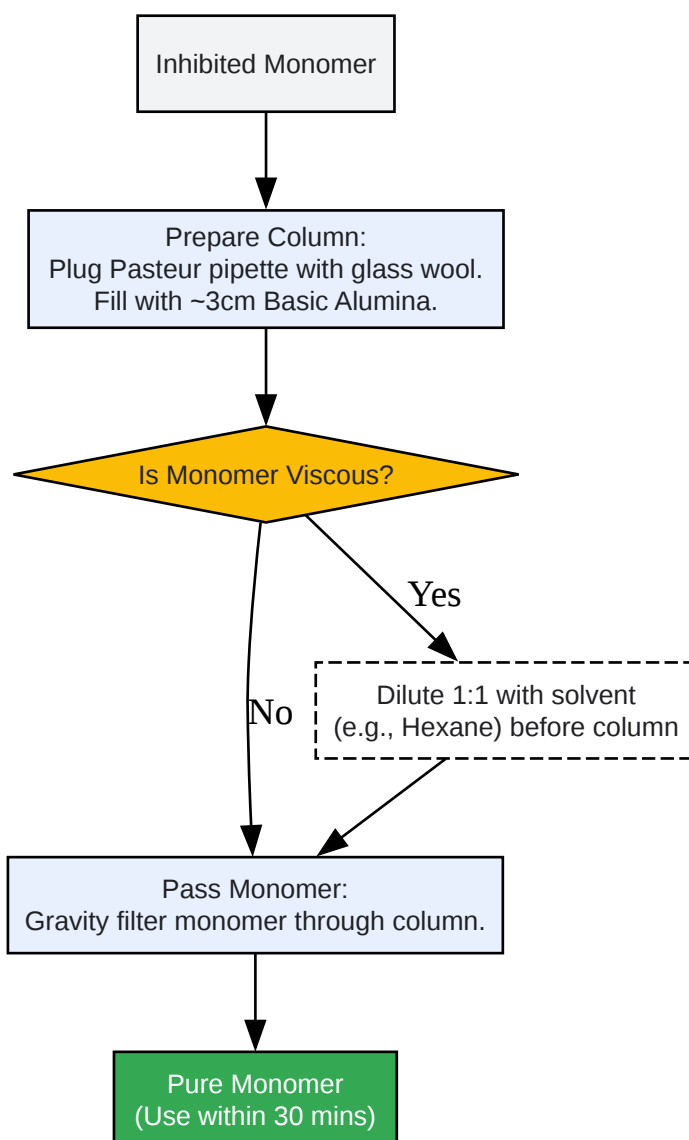 Inhibited Monomer
Prepare Column:
Plug Pasteur pipette with glass wool.
Fill with ~3cm Basic Alumina.
Is Monomer Viscous?
Yes
Dilute 1:1 with solvent
(e.g., Hexane) before column
No
Pass Monomer:
Gravity filter monomer through column.
Pure Monomer
(Use within 30 mins)